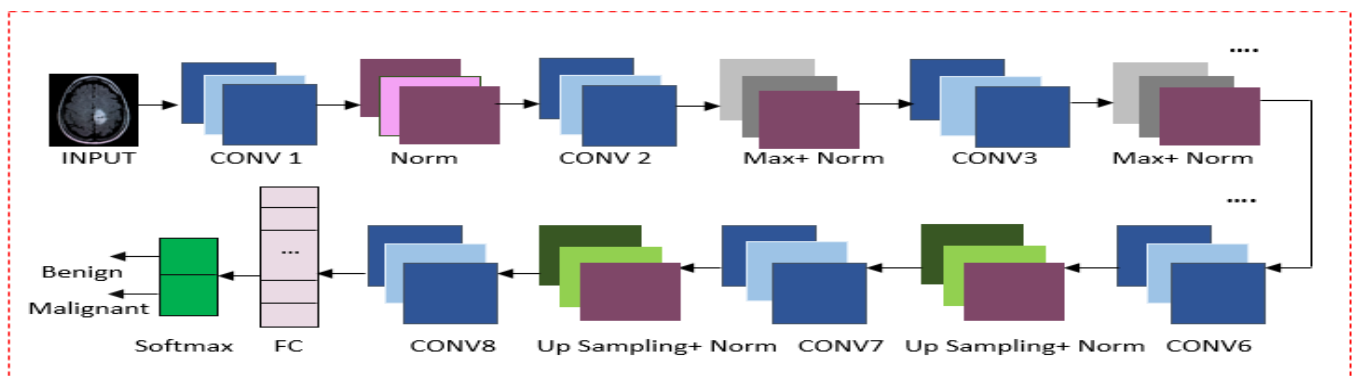 ....
INPUT
CONV 1
Norm
CONV 2
Max+ Norm
CONV3
Max+ Norm
....
...
Benign
Malignant
Softmax
FC
CONV8
Up Sampling+ Norm
CONV7
Up Sampling+ Norm
CONV6